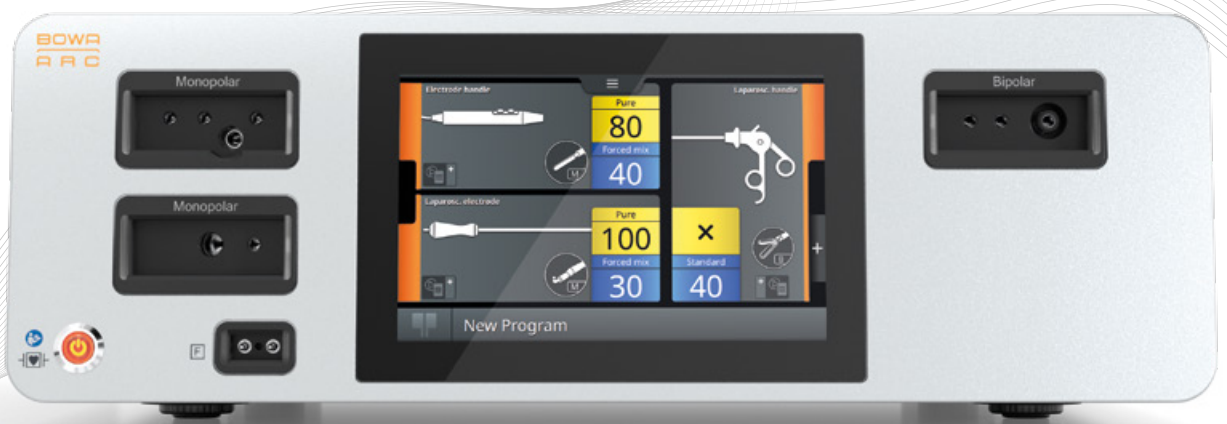 BOWA
ARC
Monopolar
Monopolar
F
Electrode handle
Pure
80
Forced mix
40
M
Laparosc. electrode
Pure
100
Forced mix
30
M
Laparosc. handle
×
Standard
40
B
+
New Program
Bipolar